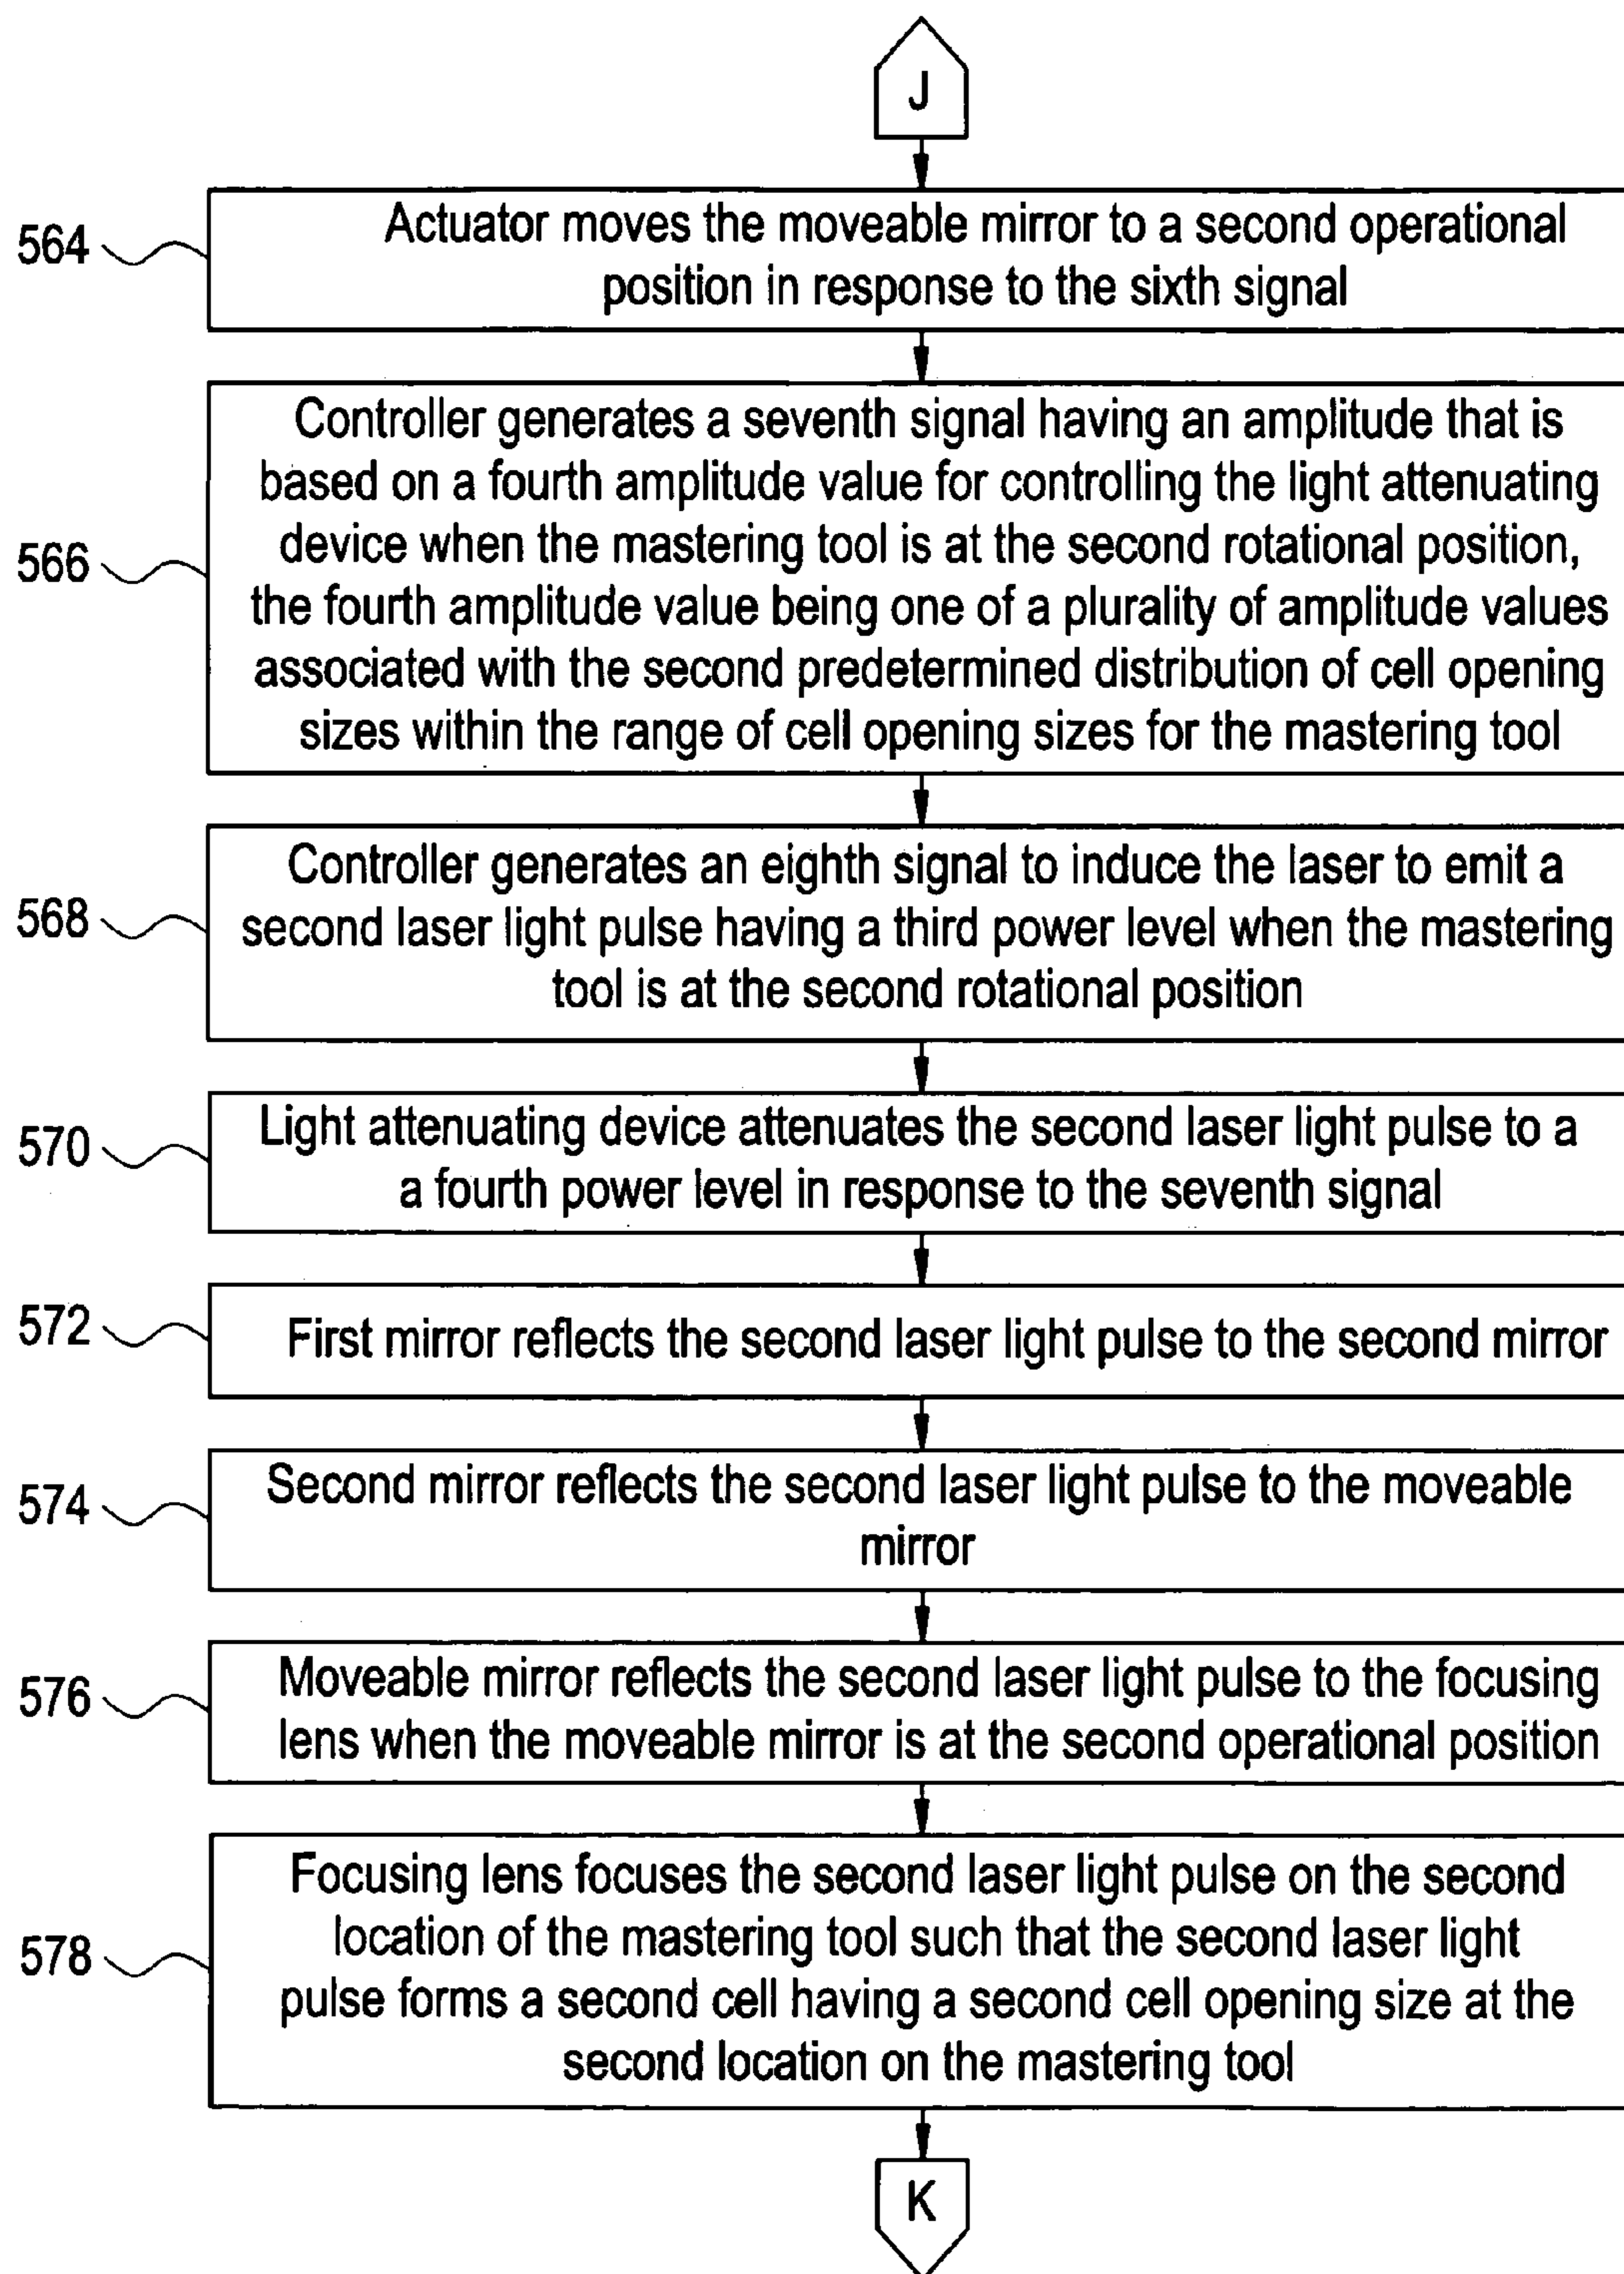 J
564
Actuator moves the moveable mirror to a second operational
position in response to the sixth signal
566
Controller generates a seventh signal having an amplitude that is
based on a fourth amplitude value for controlling the light attenuating
device when the mastering tool is at the second rotational position,
the fourth amplitude value being one of a plurality of amplitude values
associated with the second predetermined distribution of cell opening
sizes within the range of cell opening sizes for the mastering tool
568
Controller generates an eighth signal to induce the laser to emit a
second laser light pulse having a third power level when the mastering
tool is at the second rotational position
570
Light attenuating device attenuates the second laser light pulse to a
a fourth power level in response to the seventh signal
572
First mirror reflects the second laser light pulse to the second mirror
574
Second mirror reflects the second laser light pulse to the moveable
mirror
576
Moveable mirror reflects the second laser light pulse to the focusing
lens when the moveable mirror is at the second operational position
578
Focusing lens focuses the second laser light pulse on the second
location of the mastering tool such that the second laser light
pulse forms a second cell having a second cell opening size at the
second location on the mastering tool
K